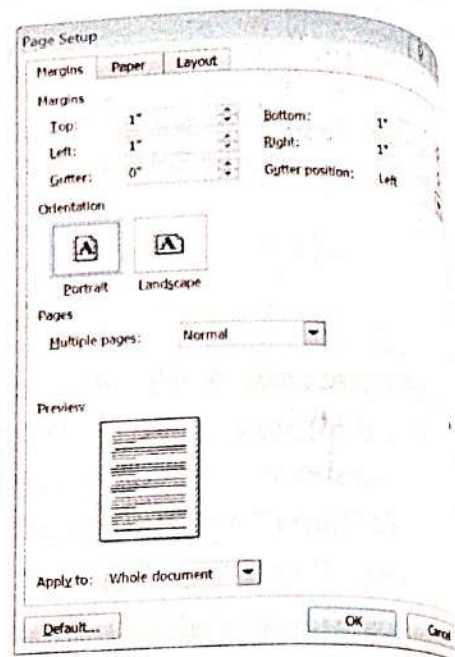 Page Setup
Margins Paper Layout
Margins
Top: 1" Bottom: 1"
Left: 1" Right: 1"
Gutter: 0" Gutter position: Left
Orientation
A A
Portrait Landscape
Pages
Multiple pages: Normal
Preview
Apply to: Whole document
Default... OK Cancel